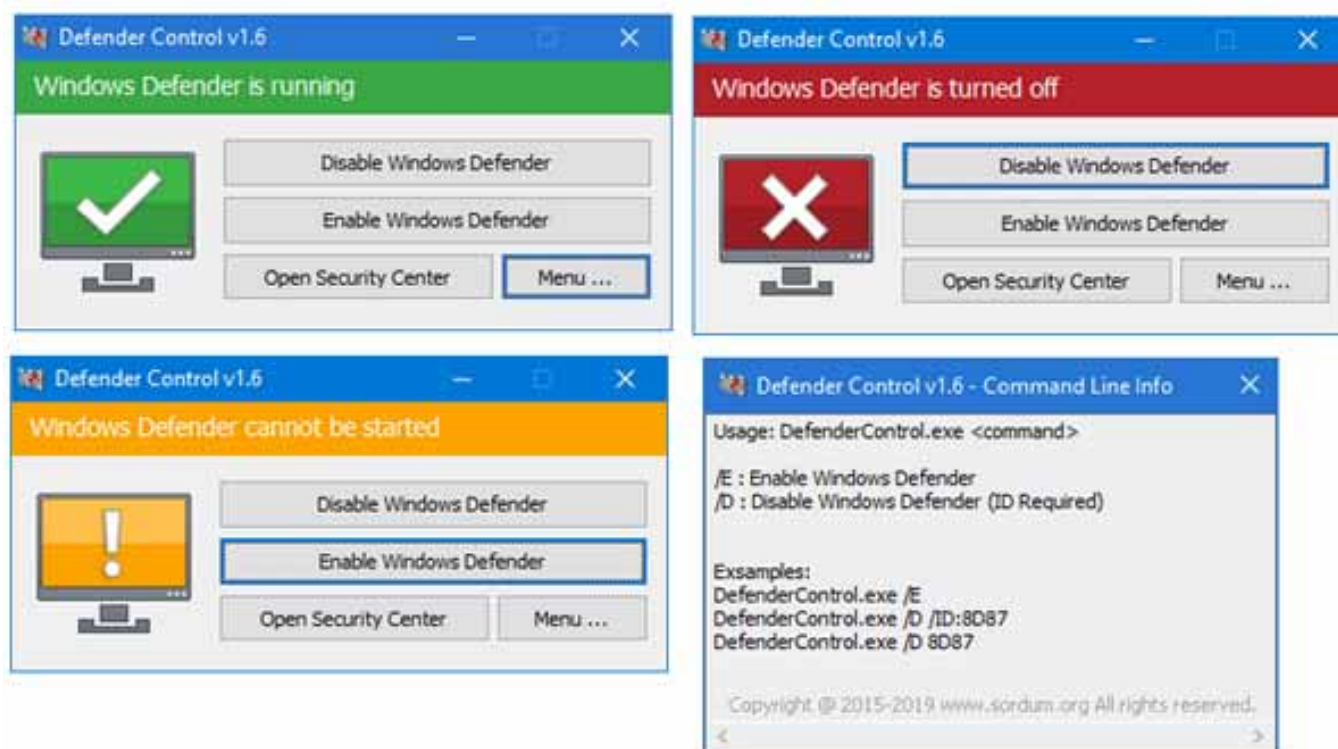 Defender Control v1.6
Windows Defender is running
Disable Windows Defender
Enable Windows Defender
Open Security Center
Menu ...
Defender Control v1.6
Windows Defender is turned off
Disable Windows Defender
Enable Windows Defender
Open Security Center
Menu ...
Defender Control v1.6
Windows Defender cannot be started
Disable Windows Defender
Enable Windows Defender
Open Security Center
Menu ...
Defender Control v1.6 - Command Line Info
Usage: DefenderControl.exe <command>
/E : Enable Windows Defender
/D : Disable Windows Defender (ID Required)
Exsamples:
DefenderControl.exe /E
DefenderControl.exe /D /ID:8D87
DefenderControl.exe /D 8D87
Copyright @ 2015-2019 www.sordum.org All rights reserved.